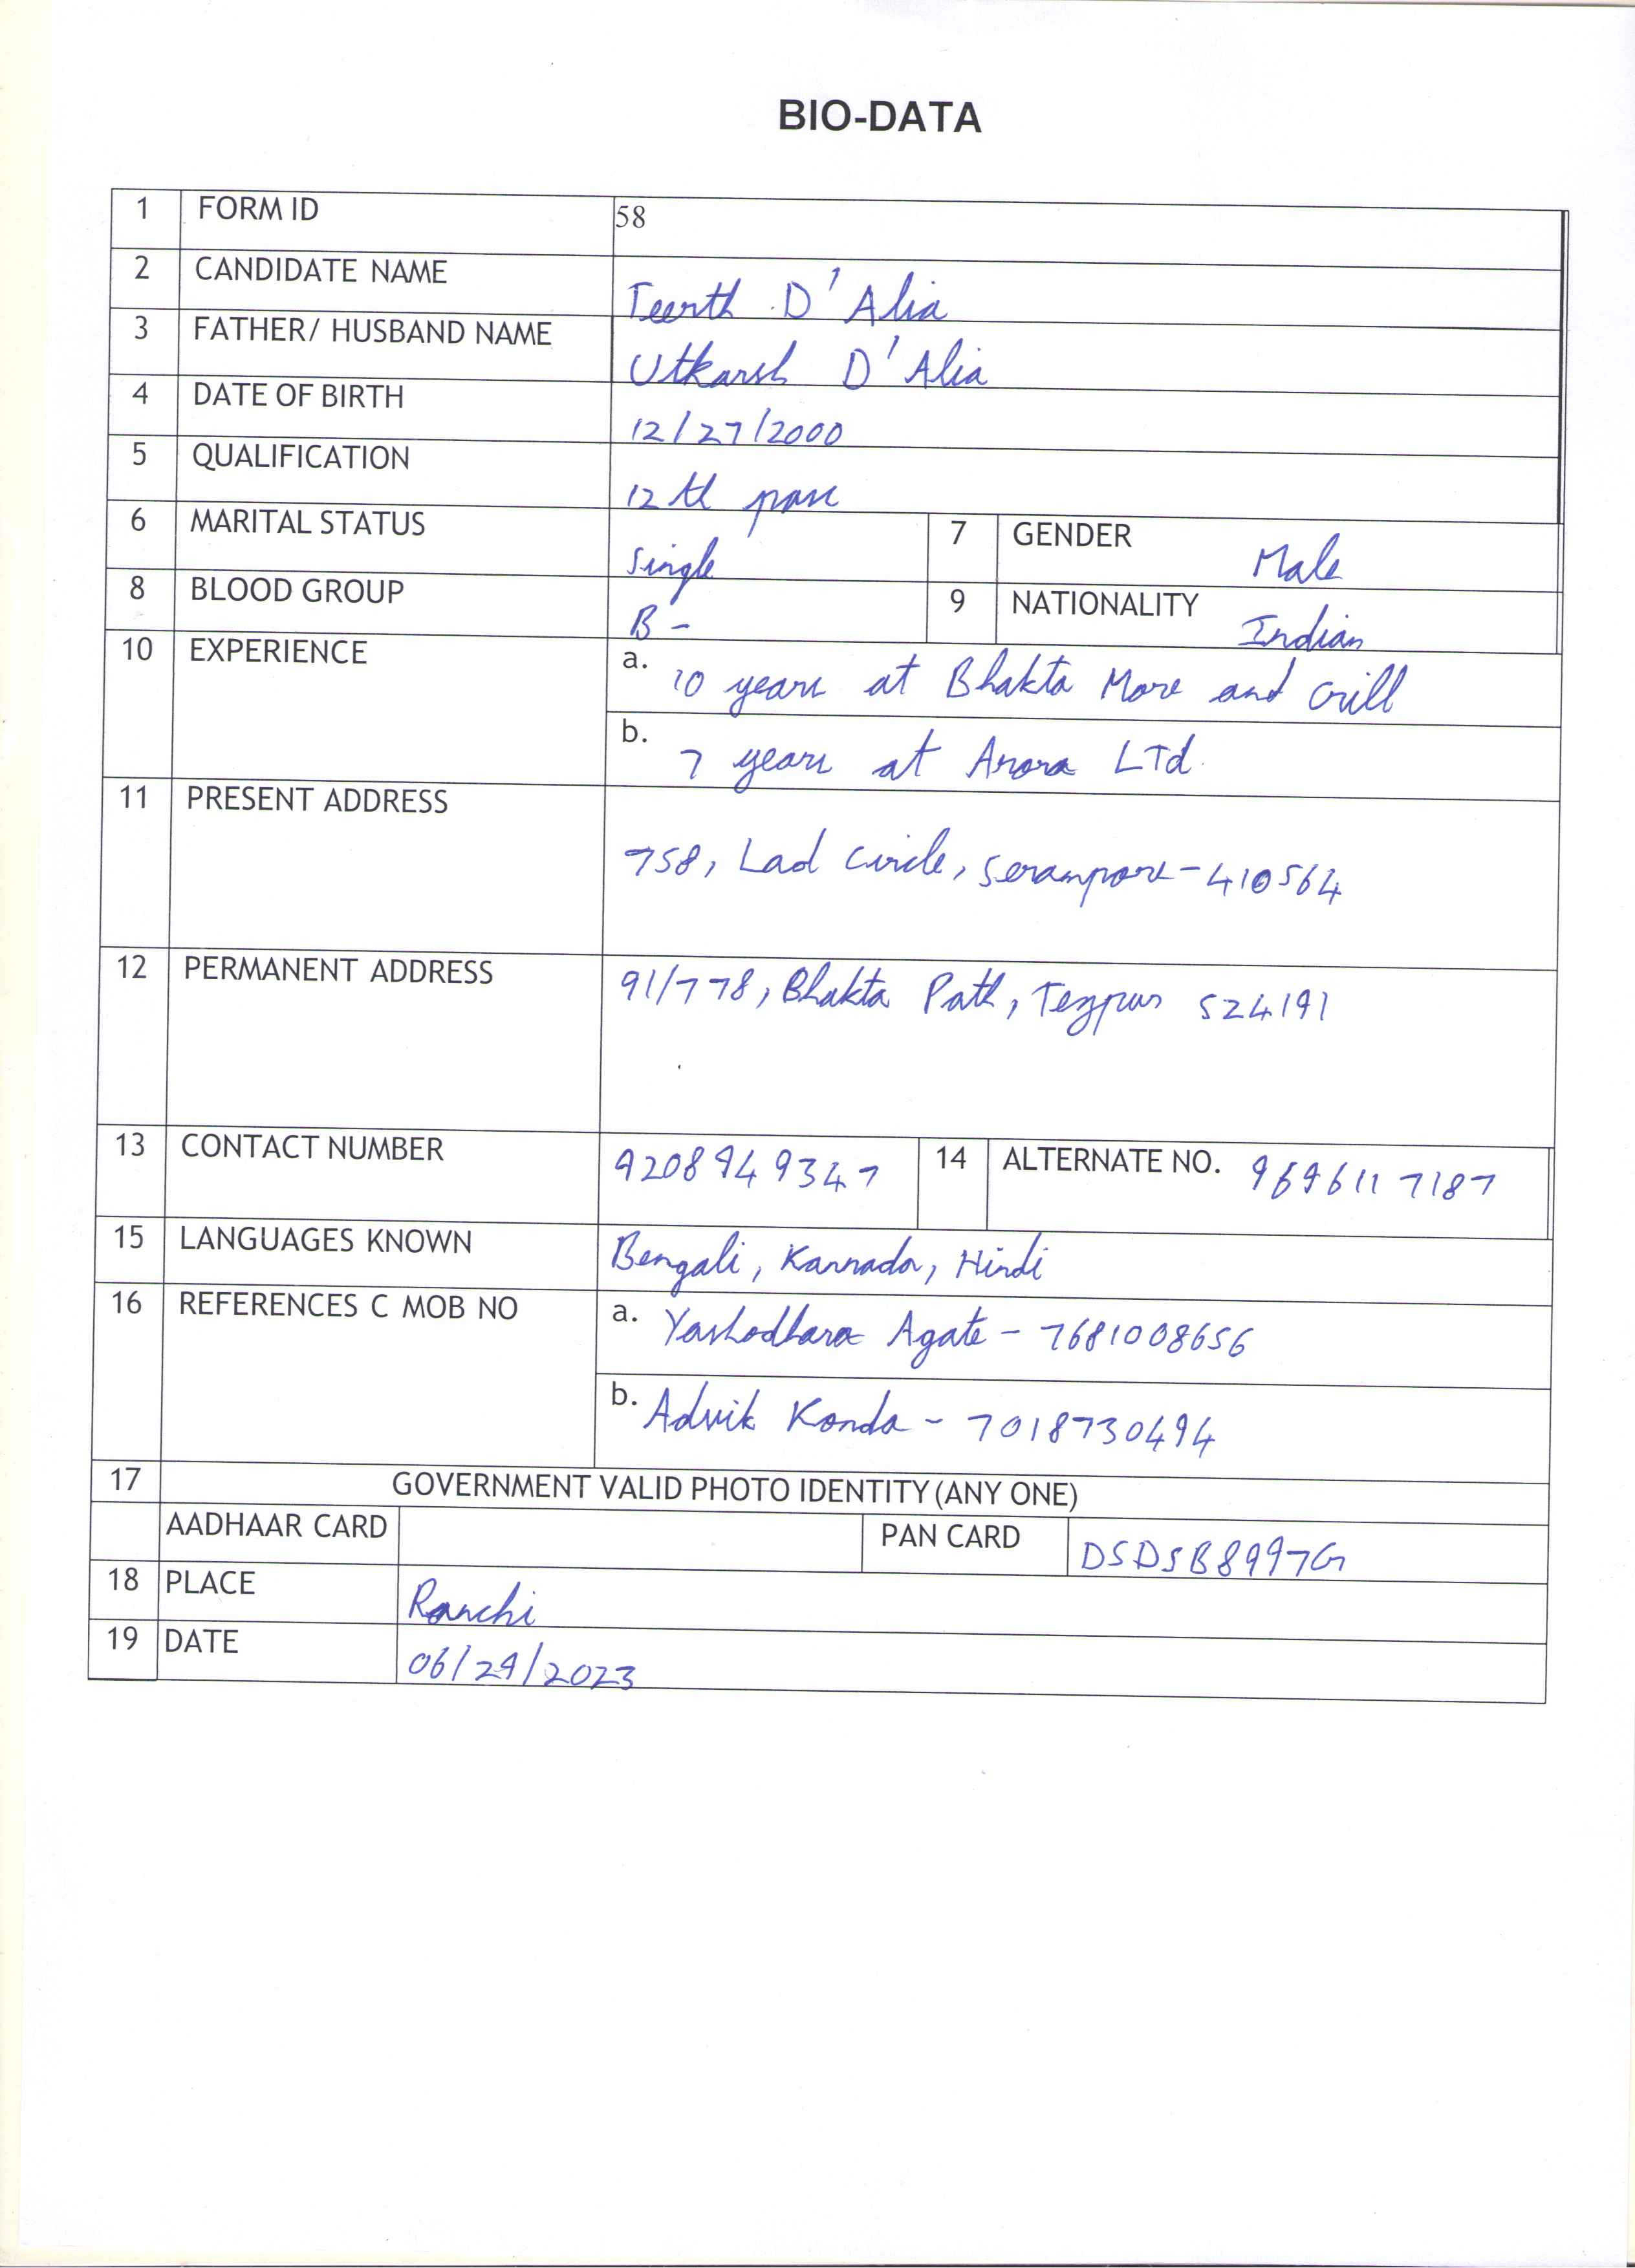 BIO-DATA
1 FORM ID 58
2 CANDIDATE NAME Teerth D'Alia
3 FATHER/ HUSBAND NAME Utkarsh D'Alia
4 DATE OF BIRTH 12/27/2000
5 QUALIFICATION 12th pass
6 MARITAL STATUS Single 7 GENDER Male
8 BLOOD GROUP B- 9 NATIONALITY Indian
10 EXPERIENCE a. 10 years at Bhakta More and
b. 7 years at Arora LTd.
11 PRESENT ADDRESS 758, Lad Circle, Serampore-410564
12 PERMANENT ADDRESS 91/778, Bhakta Path, Tezpur 524191
13 CONTACT NUMBER 9208949347 14 ALTERNATE NO. 9696117187
15 LANGUAGES KNOWN Bengali, Kannada, Hindi
16 REFERENCES C MOB NO a. Yashodhara Agate - 7681008656
b. Advik Konda - 7018730494
17 GOVERNMENT VALID PHOTO IDENTITY(ANY ONE)
AADHAAR CARD PAN CARD DSDSB8997G
18 PLACE Ranchi
19 DATE